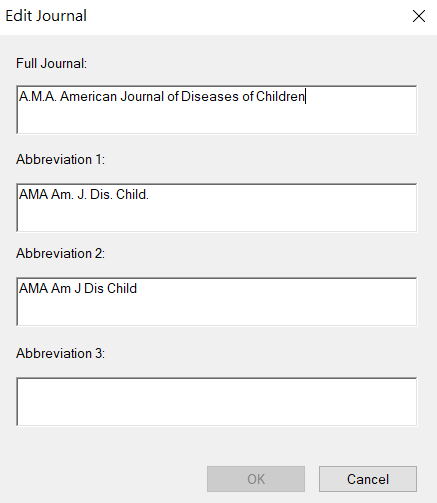 Edit Journal
Full Journal:
A.M.A. American Journal of Diseases of Children
Abbreviation 1:
AMA Am. J. Dis. Child.
Abbreviation 2:
AMA Am J Dis Child
Abbreviation 3:
OK
Cancel